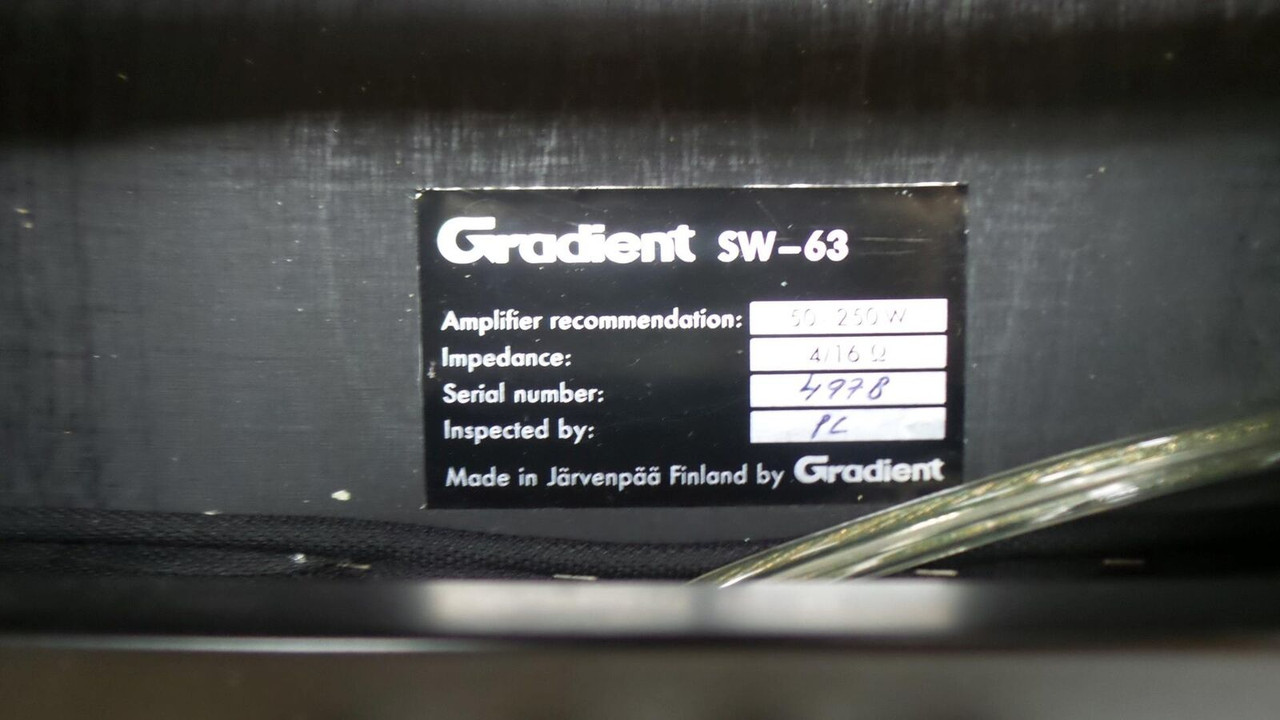 Gradient SW-63
Amplifier recommendation: 50 250 W
Impedance: 4/16 Ω
Serial number: 4978
Inspected by: PL
Made in Järvenpää Finland by Gradient